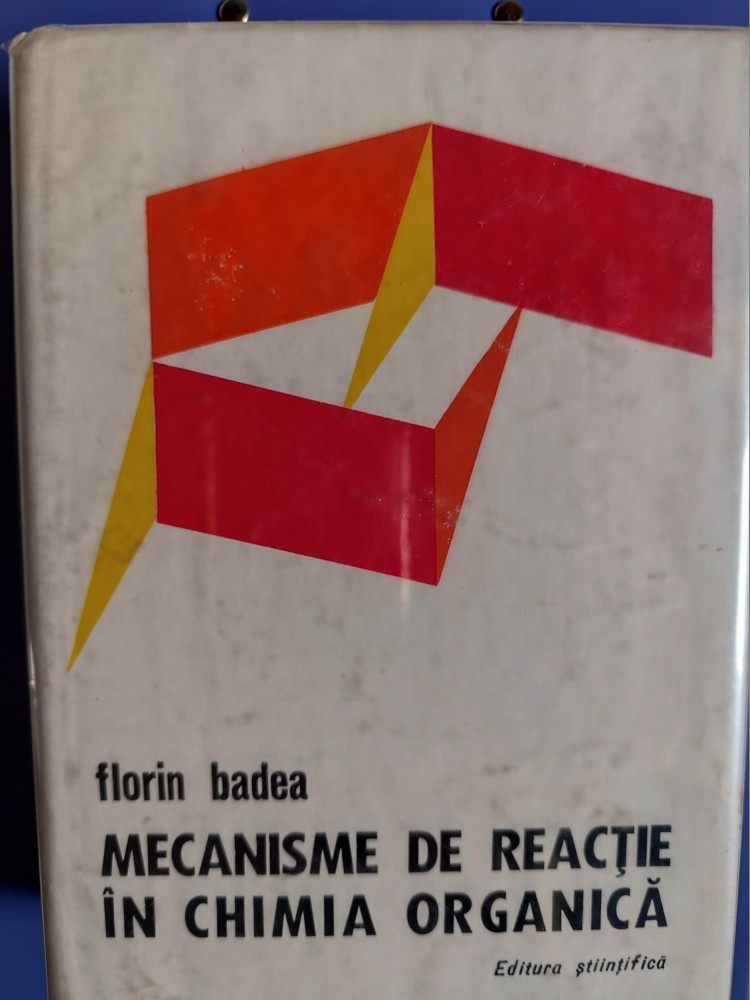 florin badea
MECANISME DE REACȚIE
ÎN CHIMIA ORGANICĂ
Editura științifică